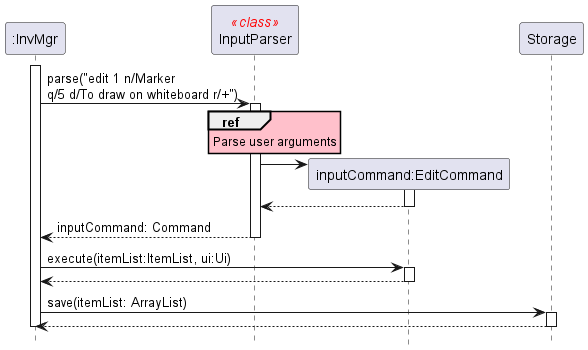 «class»
:InvMgr
InputParser
Storage
parse("edit 1 n/Marker
q/5 d/To draw on whiteboard r/+")
ref
Parse user arguments
inputCommand:EditCommand
inputCommand: Command
execute(itemList:ItemList, ui:Ui)
save(itemList: ArrayList)